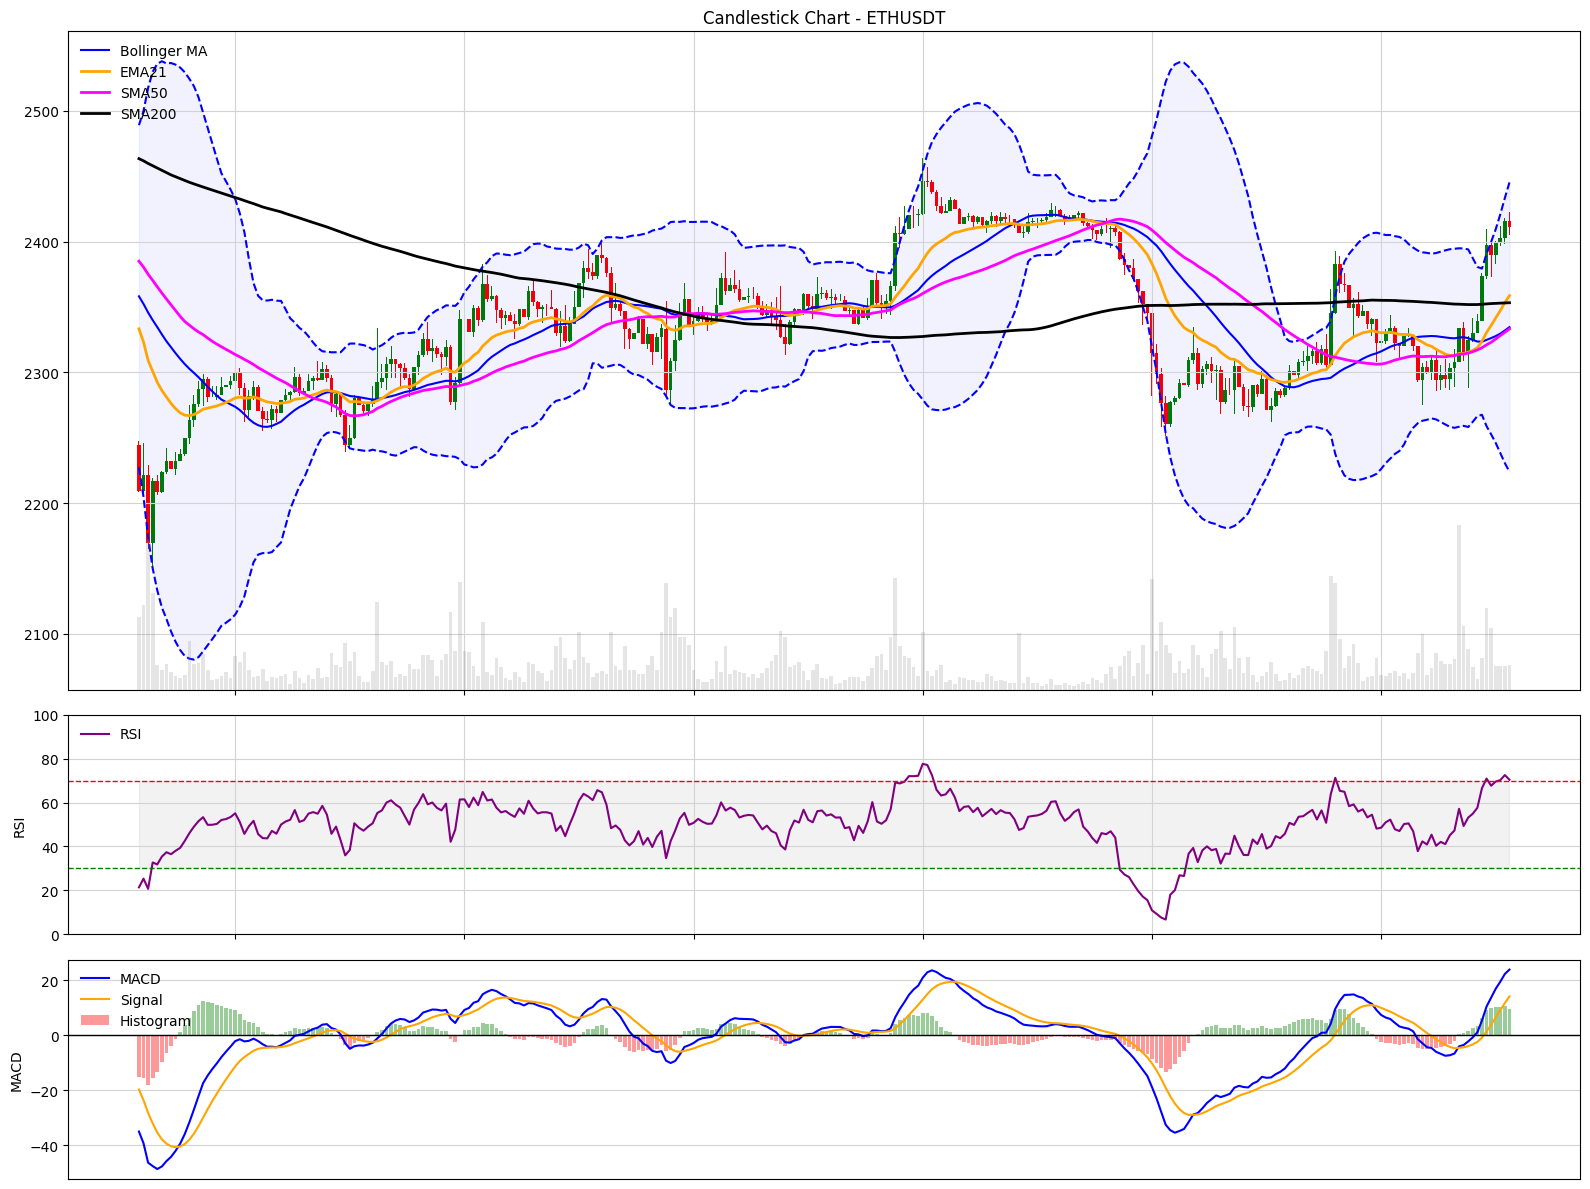 Candlestick Chart - ETHUSDT
Bollinger MA
EMA21
SMA50
SMA200
2500
2400
2300
2200
2100
RSI
RSI
100
80
60
40
20
0
MACD
Signal
Histogram
MACD
20
0
−20
−40